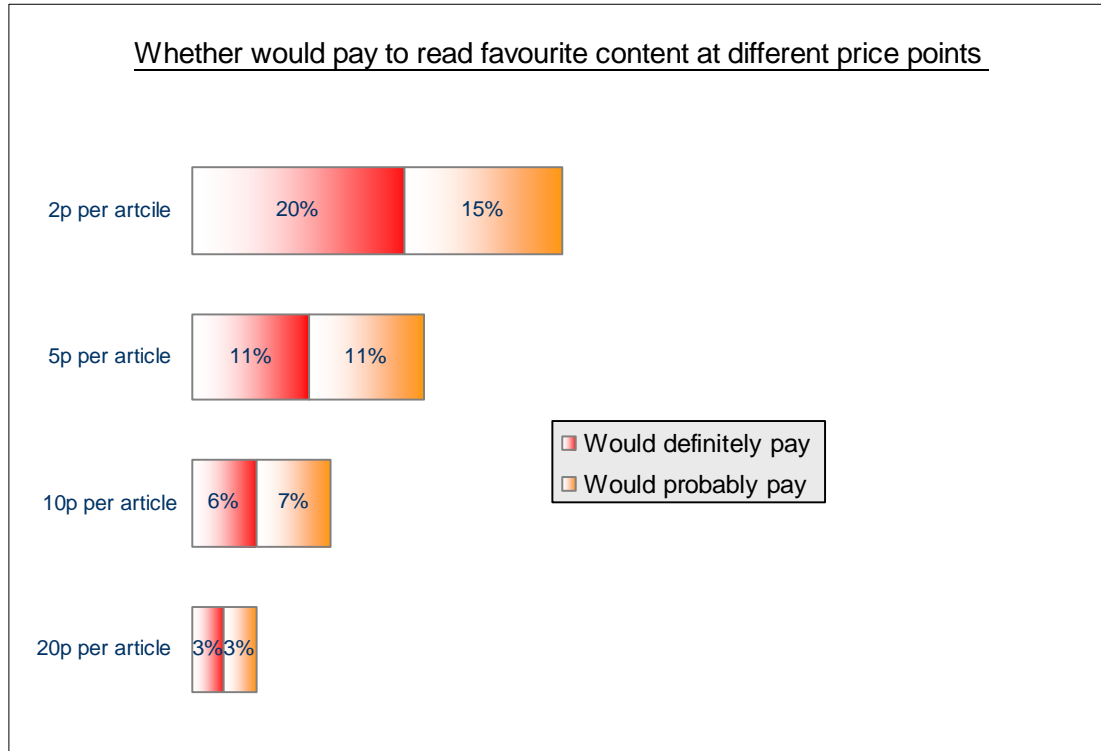 Whether would pay to read favourite content at different price points
2p per artcile
20%
15%
5p per article
11%
11%
Would definitely pay
Would probably pay
10p per article
6%
7%
20p per article
3%
3%